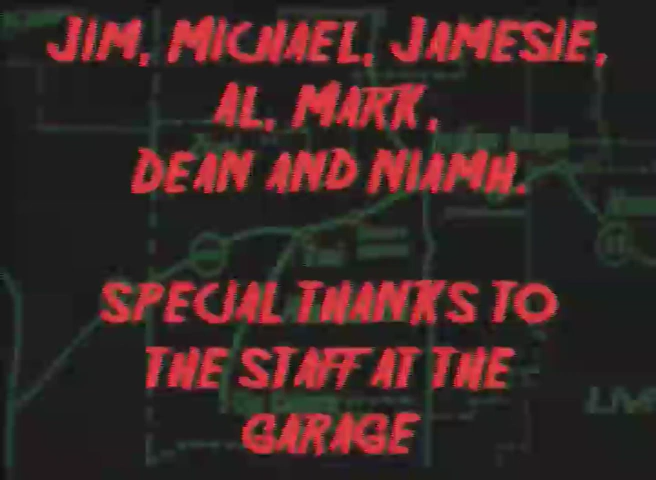 JIM, MICHAEL, JAMESIE,
AL, MARK,
DEAN AND NIAMH.
SPECIAL THANKS TO
THE STAFF AT THE
GARAGE